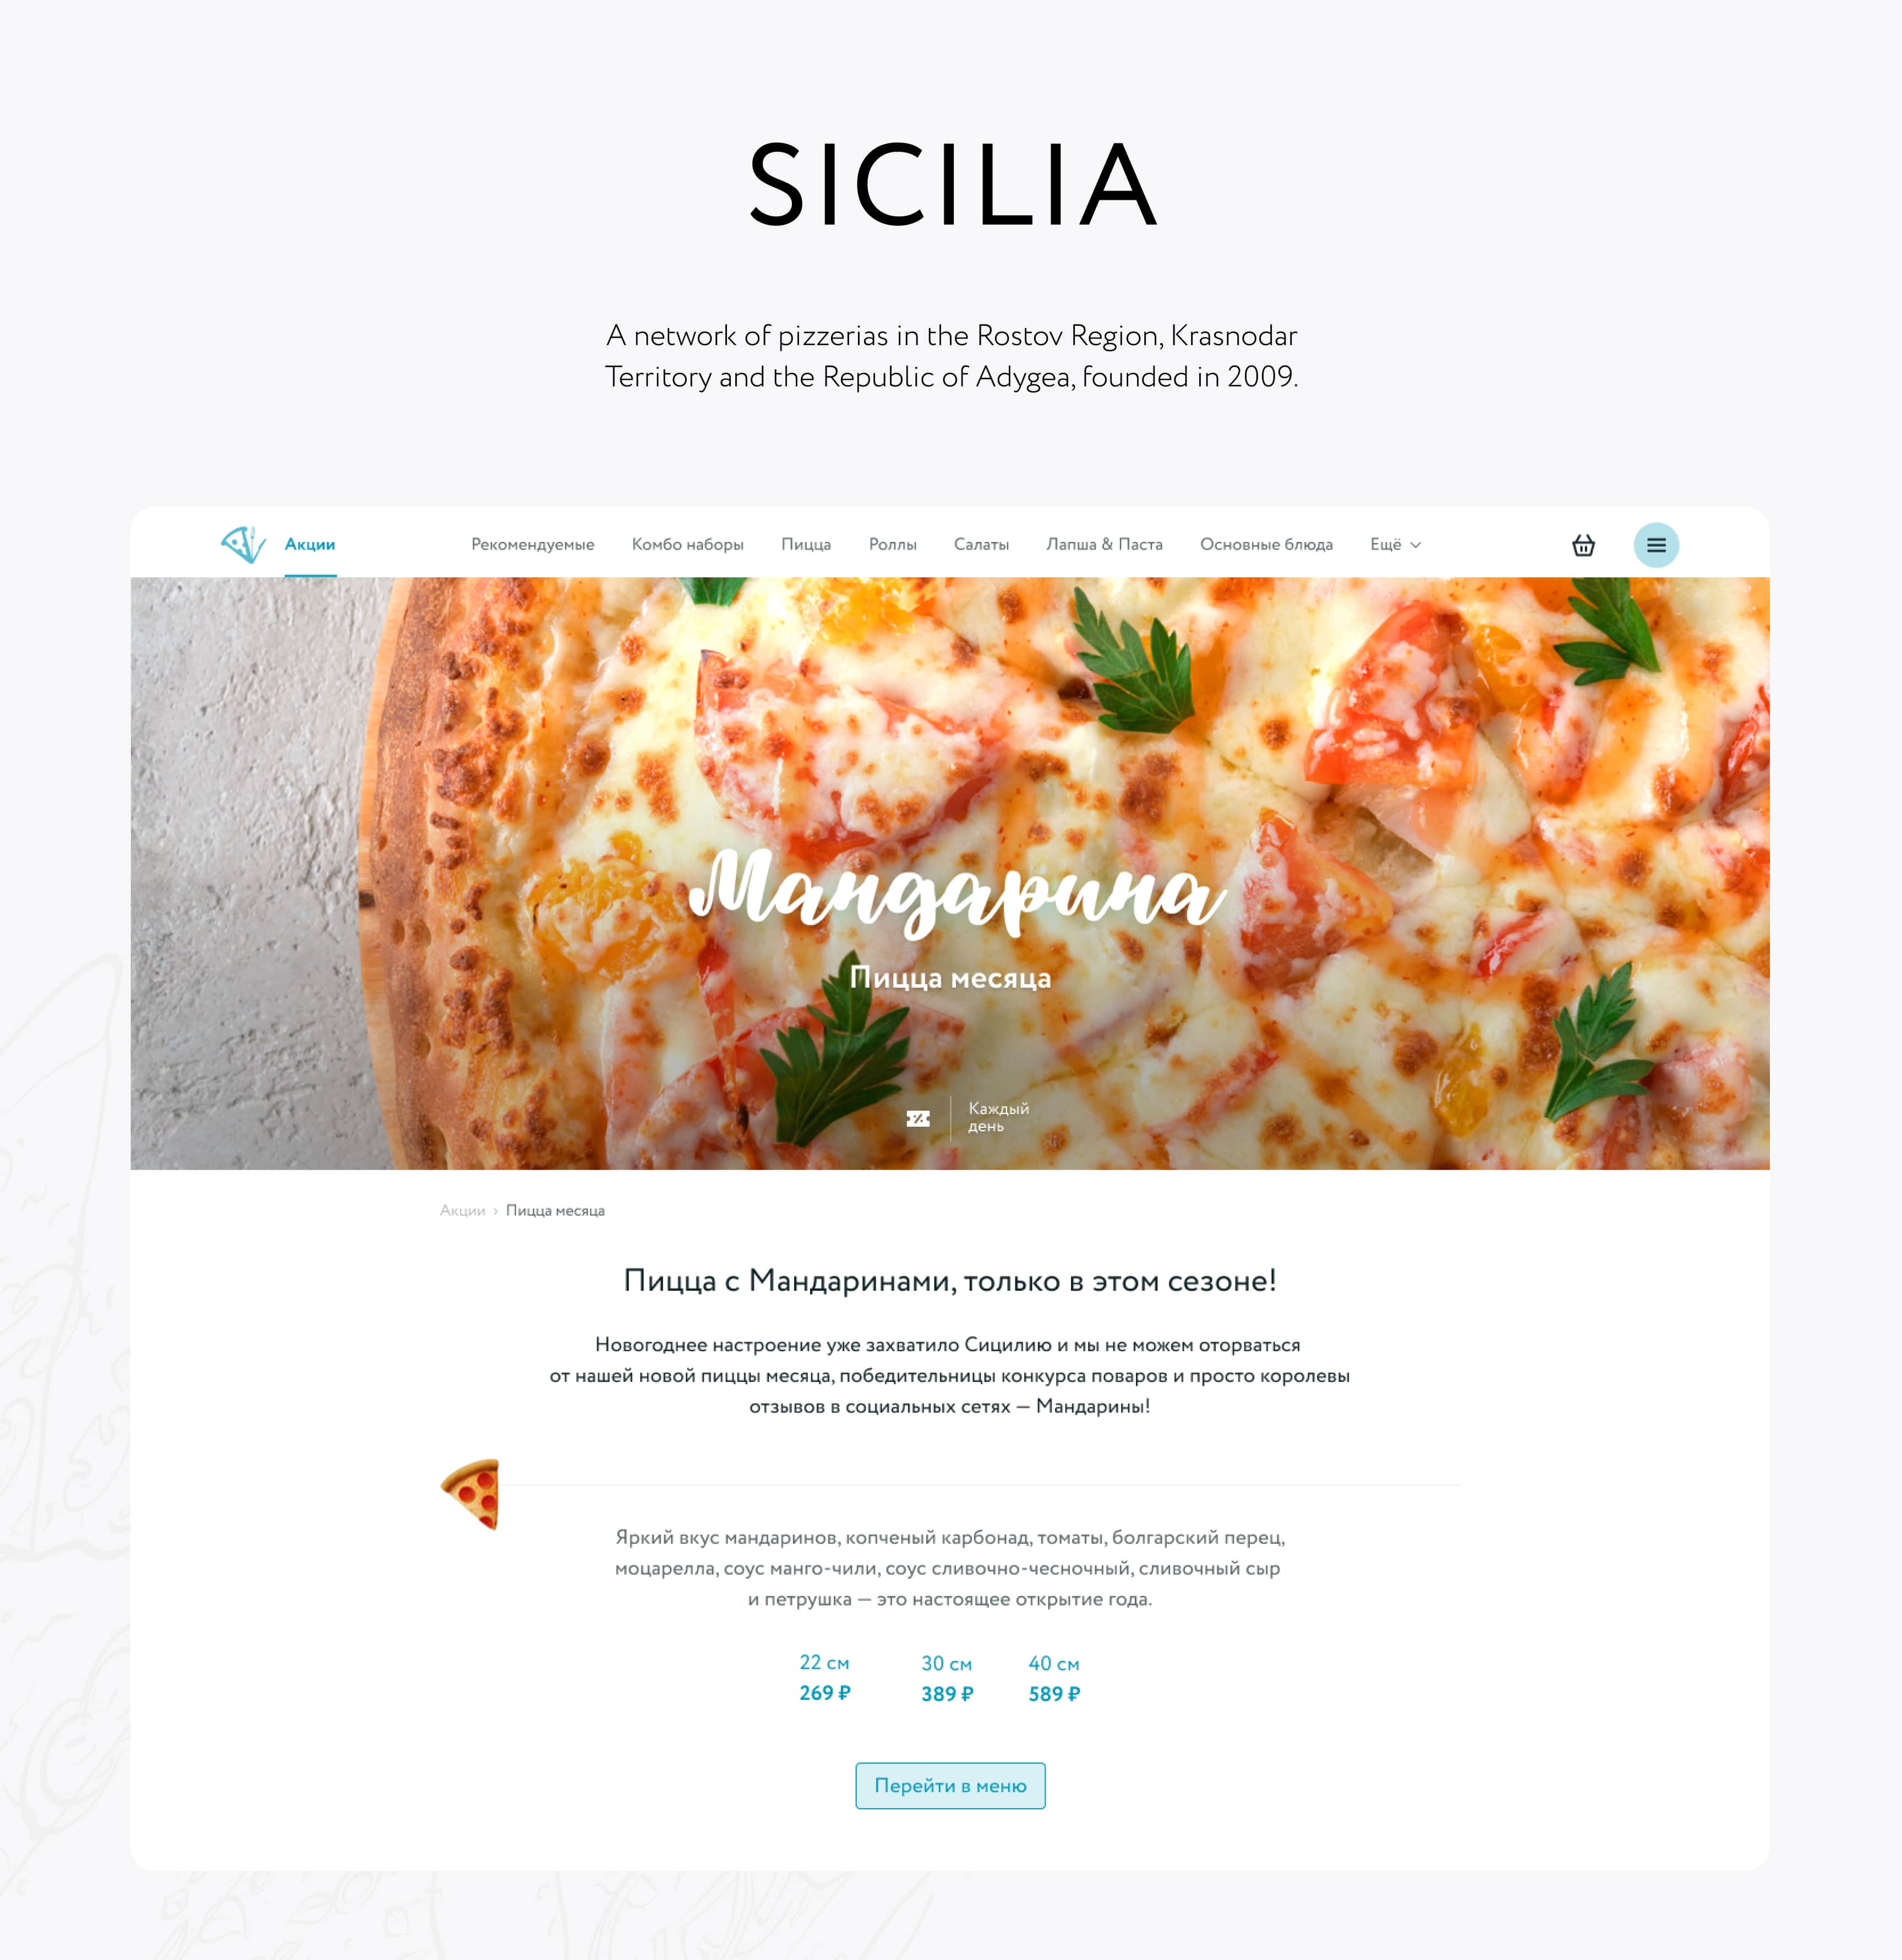 SICILIA
A network of pizzerias in the Rostov Region, Krasnodar
Territory and the Republic of Adygea, founded in 2009.
Акции
Рекомендуемые
Комбо наборы
Пицца
Роллы
Салаты
Лапша & Паста
Основные блюда
Ещё
Мандарина
Пицца месяца
Каждый
день
Акции › Пицца месяца
Пицца с Мандаринами, только в этом сезоне!
Новогоднее настроение уже захватило Сицилию и мы не можем оторваться
от нашей новой пиццы месяца, победительницы конкурса поваров и просто королевы
отзывов в социальных сетях — Мандарины!
Яркий вкус мандаринов, копченый карбонад, томаты, болгарский перец,
моцарелла, соус манго-чили, соус сливочно-чесночный, сливочный сыр
и петрушка — это настоящее открытие года.
22 см
269 ₽
30 см
389 ₽
40 см
589 ₽
Перейти в меню